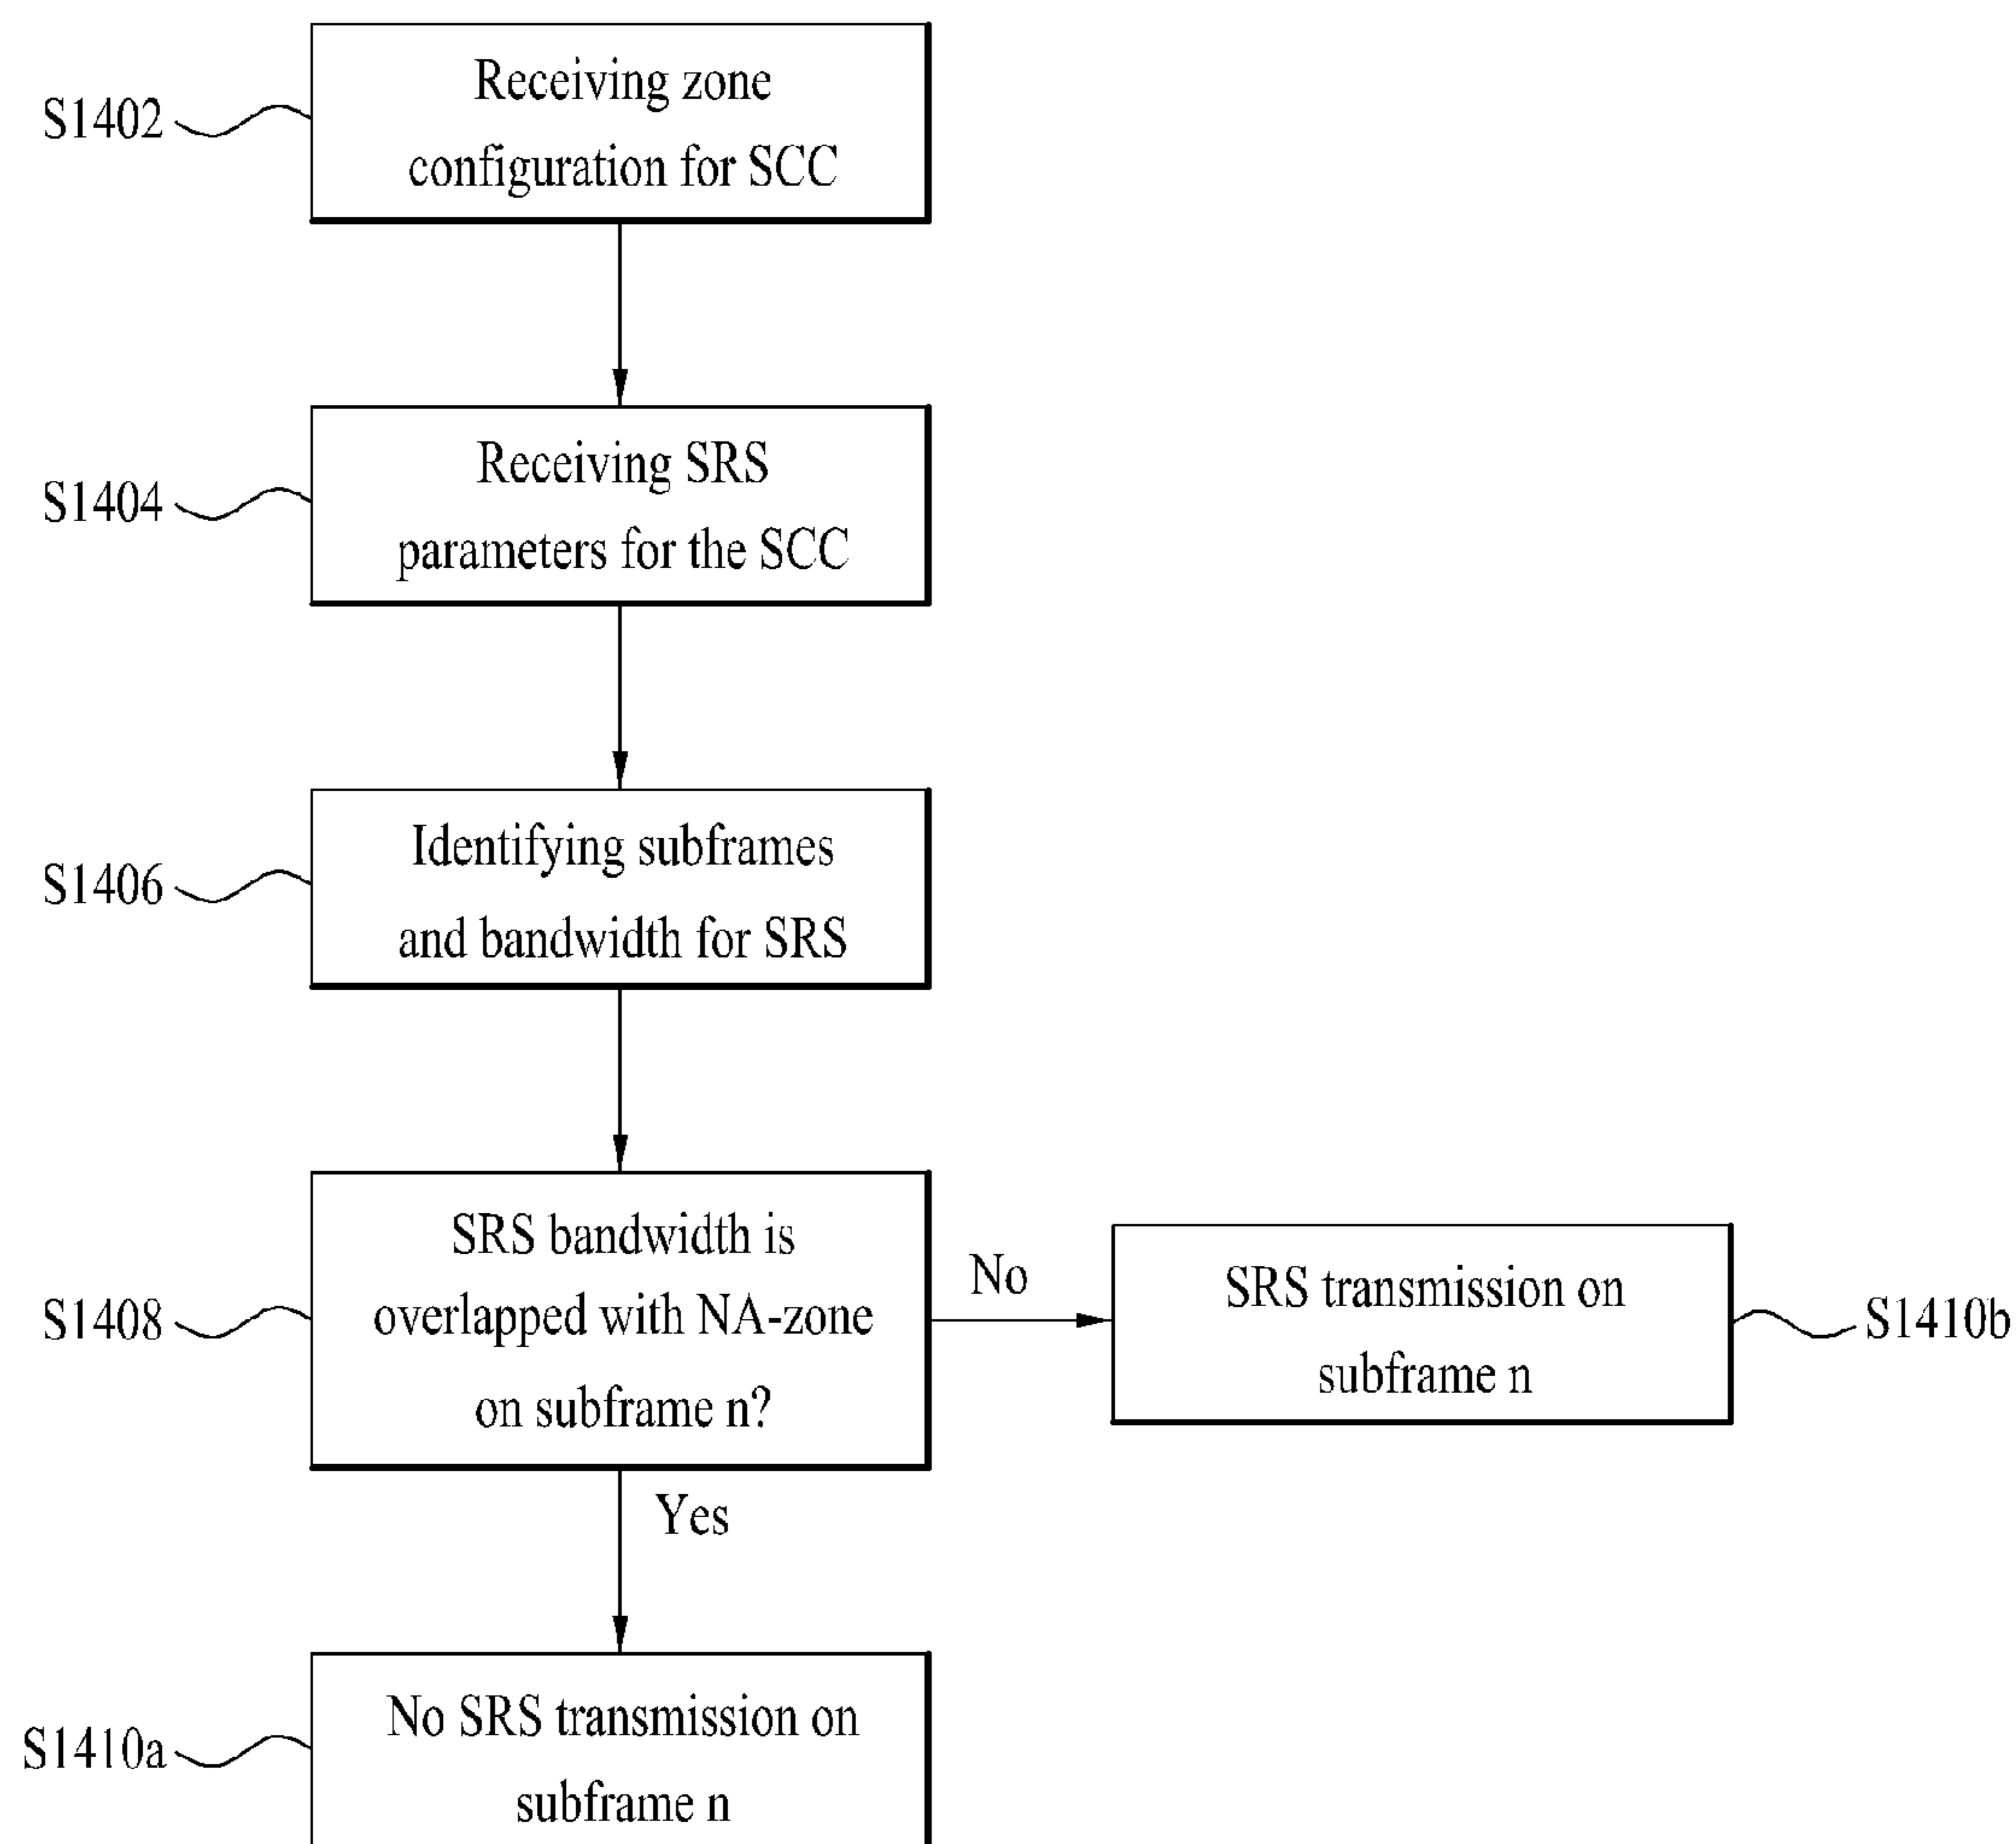 S1402
Receiving zone
configuration for SCC
S1404
Receiving SRS
parameters for the SCC
S1406
Identifying subframes
and bandwidth for SRS
S1408
SRS bandwidth is
overlapped with NA-zone
on subframe n?
No
SRS transmission on
subframe n
S1410b
Yes
S1410a
No SRS transmission on
subframe n